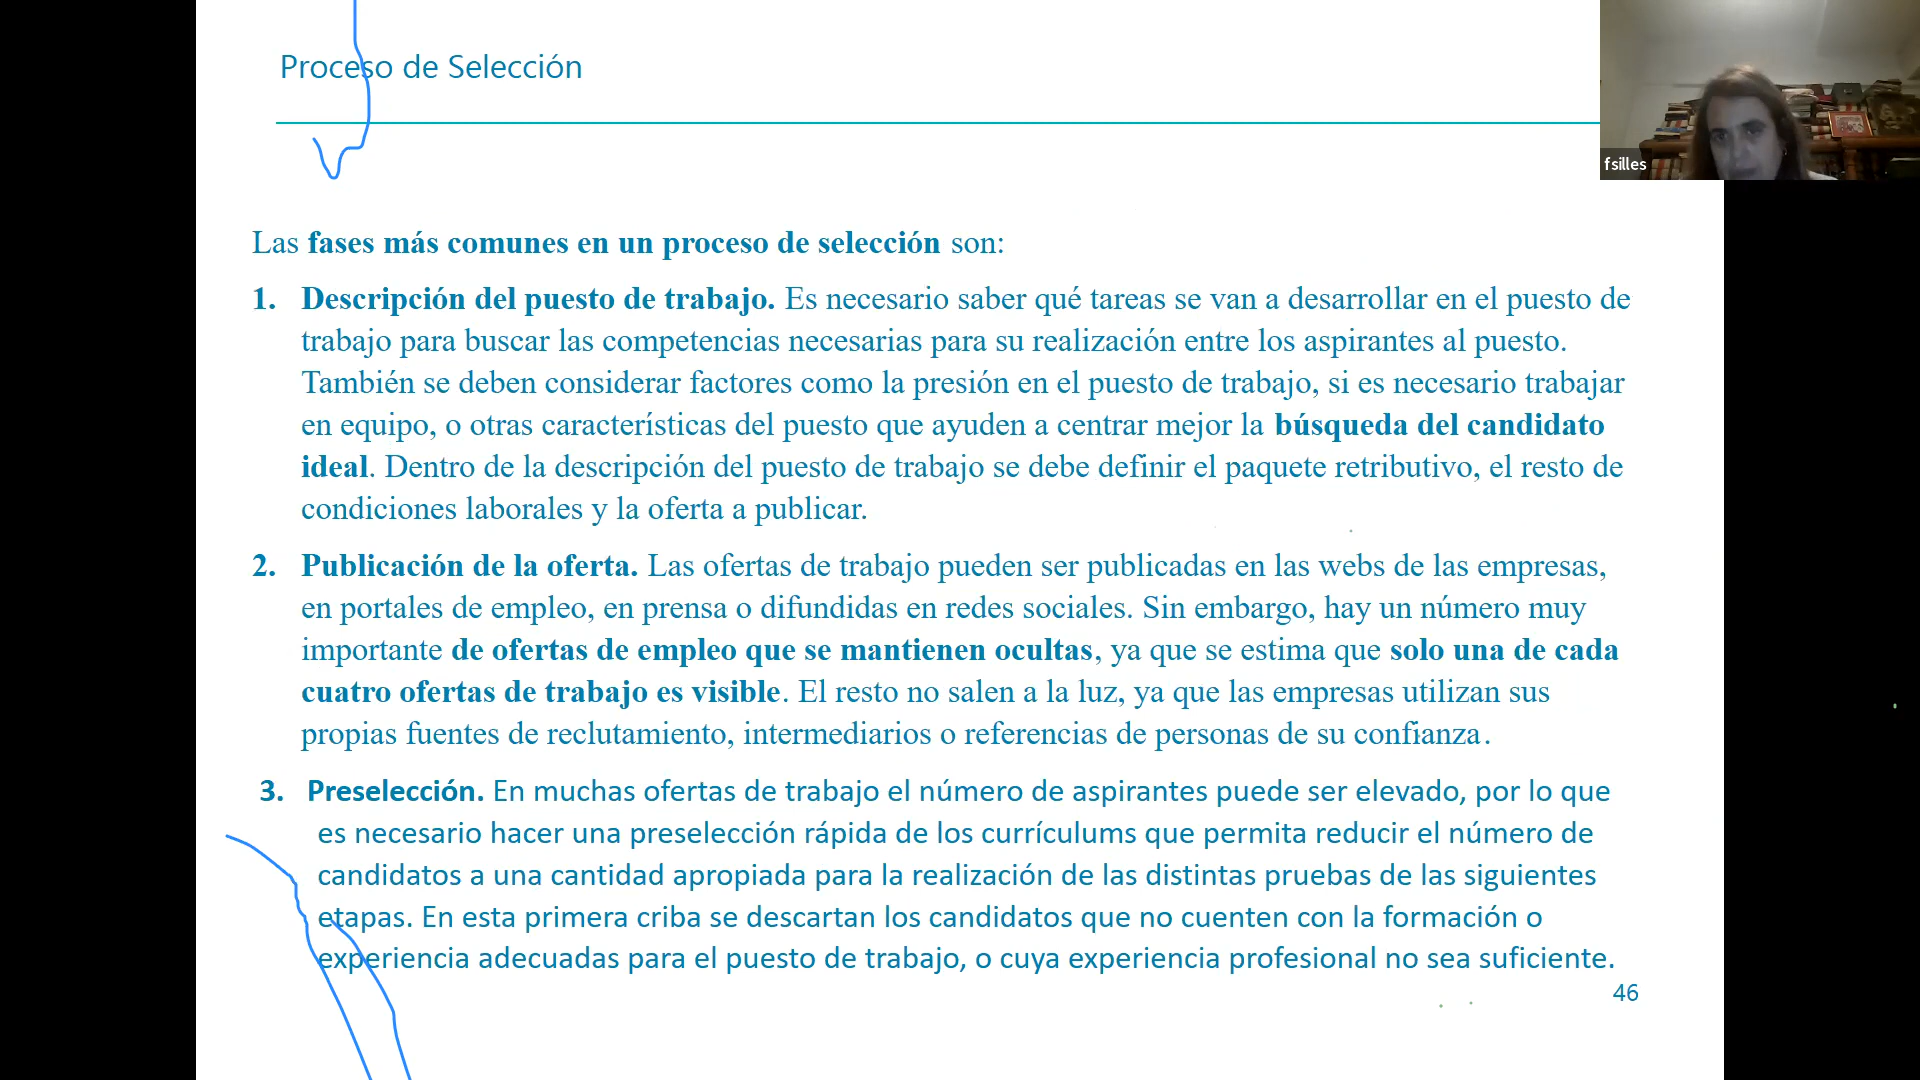 Proceso de Selección
fsilles
Las fases más comunes en un proceso de selección son:
1. Descripción del puesto de trabajo. Es necesario saber qué tareas se van a desarrollar en el puesto de
trabajo para buscar las competencias necesarias para su realización entre los aspirantes al puesto.
También se deben considerar factores como la presión en el puesto de trabajo, si es necesario trabajar
en equipo, o otras características del puesto que ayuden a centrar mejor la búsqueda del candidato
ideal. Dentro de la descripción del puesto de trabajo se debe definir el paquete retributivo, el resto de
condiciones laborales y la oferta a publicar.
2. Publicación de la oferta. Las ofertas de trabajo pueden ser publicadas en las webs de las empresas,
en portales de empleo, en prensa o difundidas en redes sociales. Sin embargo, hay un número muy
importante de ofertas de empleo que se mantienen ocultas, ya que se estima que solo una de cada
cuatro ofertas de trabajo es visible. El resto no salen a la luz, ya que las empresas utilizan sus
propias fuentes de reclutamiento, intermediarios o referencias de personas de su confianza.
3. Preselección. En muchas ofertas de trabajo el número de aspirantes puede ser elevado, por lo que
es necesario hacer una preselección rápida de los currículums que permita reducir el número de
candidatos a una cantidad apropiada para la realización de las distintas pruebas de las siguientes
etapas. En esta primera criba se descartan los candidatos que no cuenten con la formación o
experiencia adecuadas para el puesto de trabajo, o cuya experiencia profesional no sea suficiente.
46